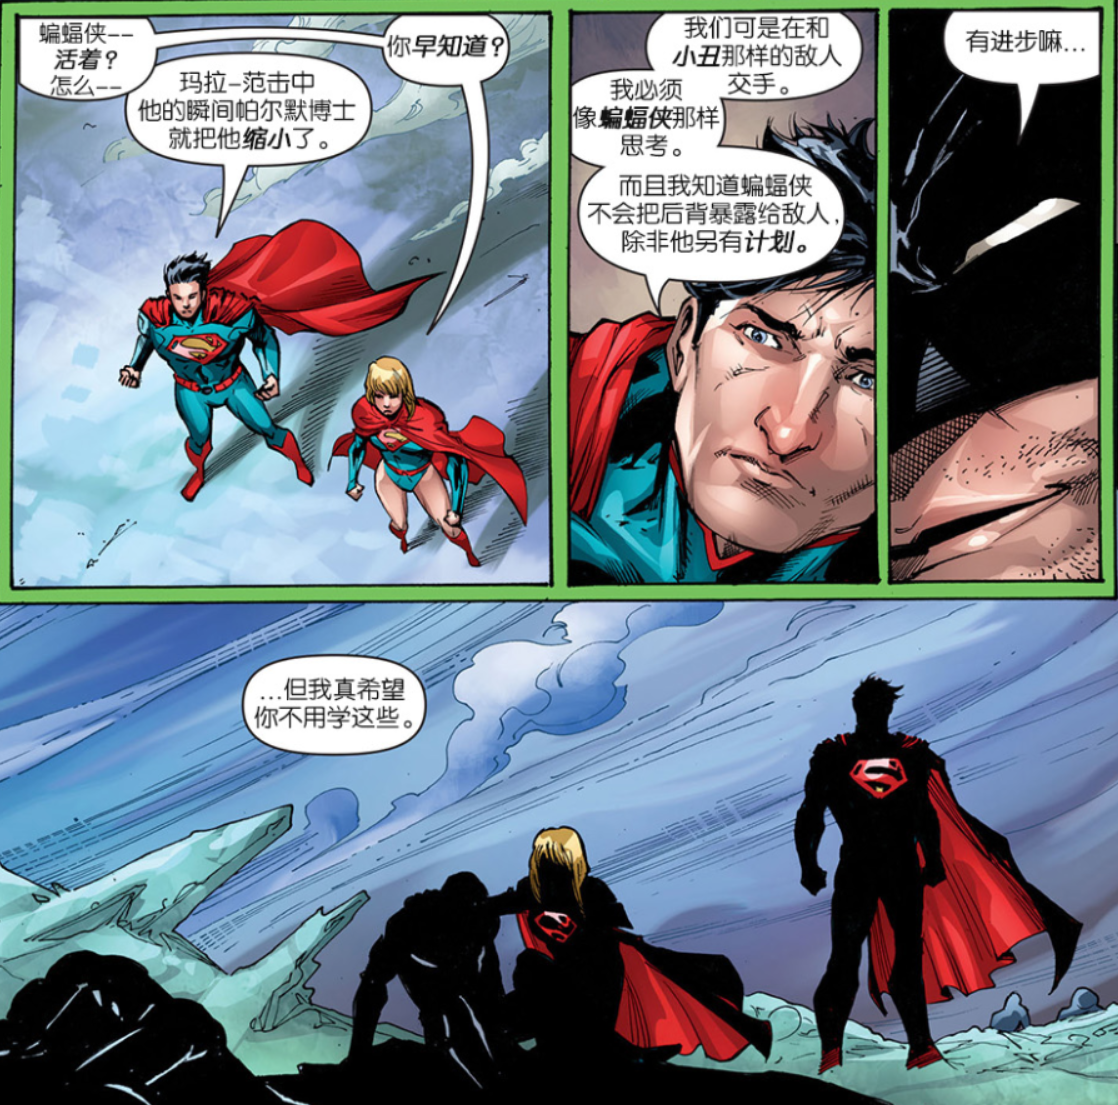 蝙蝠侠--
活着?
怎么--
你早知道?
玛拉-范击中
他的瞬间帕尔默博士
就把他缩小了。
我们可是在和
小丑那样的敌人
交手。
我必须
像蝙蝠侠那样
思考。
而且我知道蝙蝠侠
不会把后背暴露给敌人,
除非他另有计划。
有进步嘛...
...但我真希望
你不用学这些。